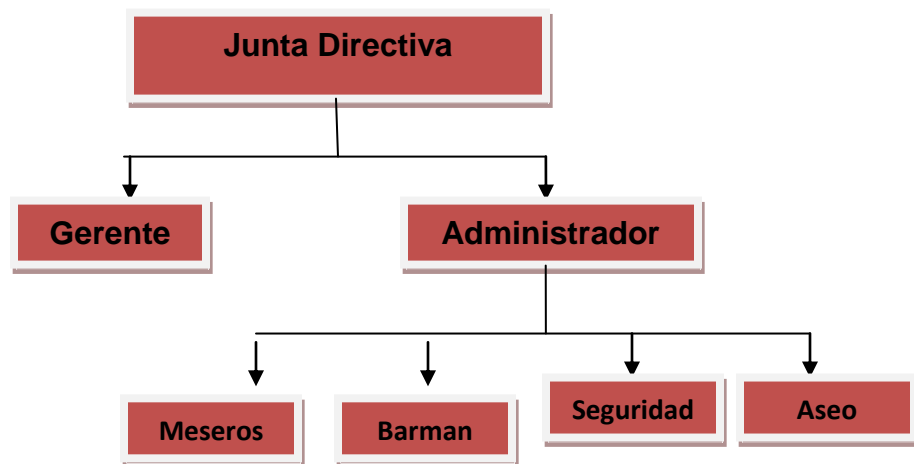 Junta Directiva
Gerente
Administrador
Meseros
Barman
Seguridad
Aseo